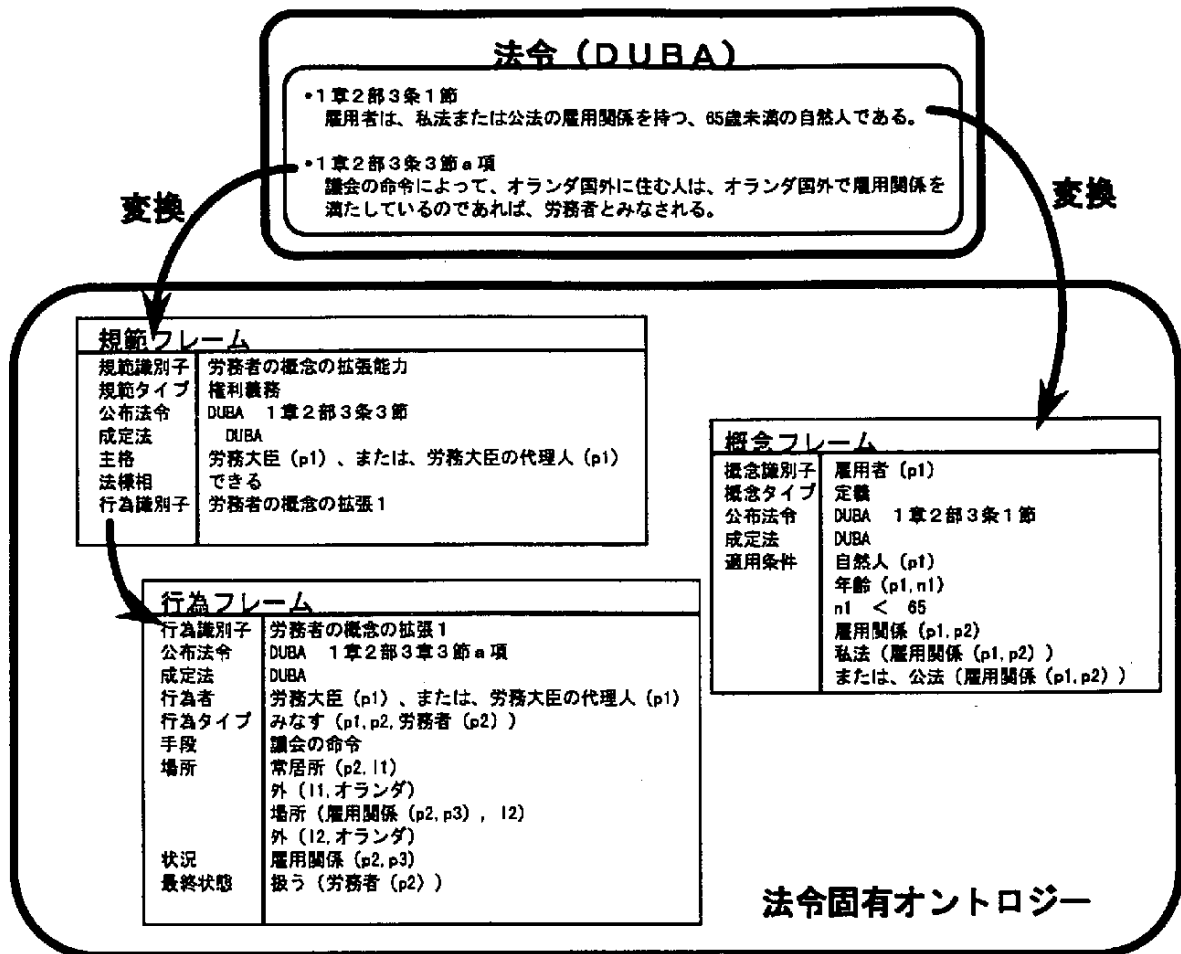 法令(DUBA)
・1章2部3条1節
雇用者は、私法または公法の雇用関係を持つ、65歳未満の自然人である。
・1章2部3条3節a項
議会の命令によって、オランダ国外に住む人は、オランダ国外で雇用関係を
満たしているのであれば、労務者とみなされる。
変換
変換
規範フレーム
規範識別子 労務者の概念の拡張能力
規範タイプ 権利義務
公布法令 DUBA 1章2部3条3節
成定法 DUBA
主格 労務大臣(p1)、または、労務大臣の代理人(p1)
法様相 できる
行為識別子 労務者の概念の拡張1
概念フレーム
概念識別子 雇用者(p1)
概念タイプ 定義
公布法令 DUBA 1章2部3条1節
成定法 DUBA
適用条件 自然人(p1)
年齢(p1,n1)
n1 < 65
雇用関係(p1,p2)
私法(雇用関係(p1,p2))
または、公法(雇用関係(p1,p2))
行為フレーム
行為識別子 労務者の概念の拡張1
公布法令 DUBA 1章2部3章3節a項
成定法 DUBA
行為者 労務大臣(p1)、または、労務大臣の代理人(p1)
行為タイプ みなす(p1,p2,労務者(p2))
手段 議会の命令
場所 常居所(p2,l1)
外(l1,オランダ)
場所(雇用関係(p2,p3),l2)
外(l2,オランダ)
状況 雇用関係(p2,p3)
最終状態 扱う(労務者(p2))
法令固有オントロジー